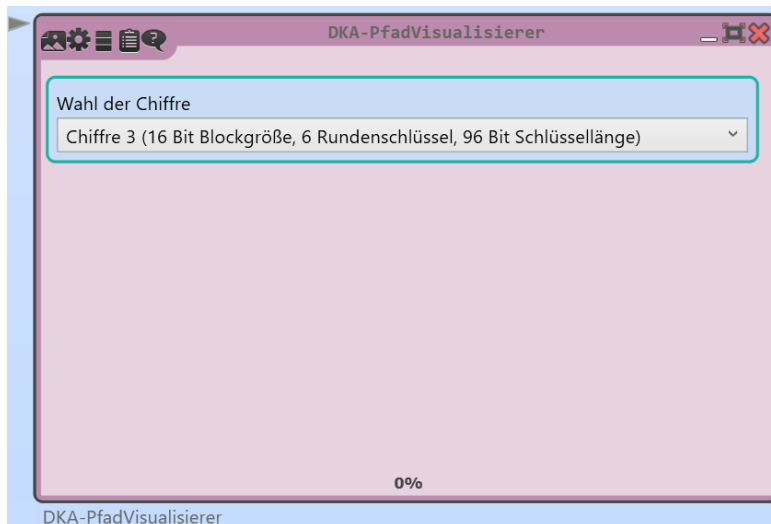 DKA-PfadVisualisierer
Wahl der Chiffre
Chiffre 3 (16 Bit Blockgröße, 6 Rundenschlüssel, 96 Bit Schlüssellänge)
0%
DKA-PfadVisualisierer